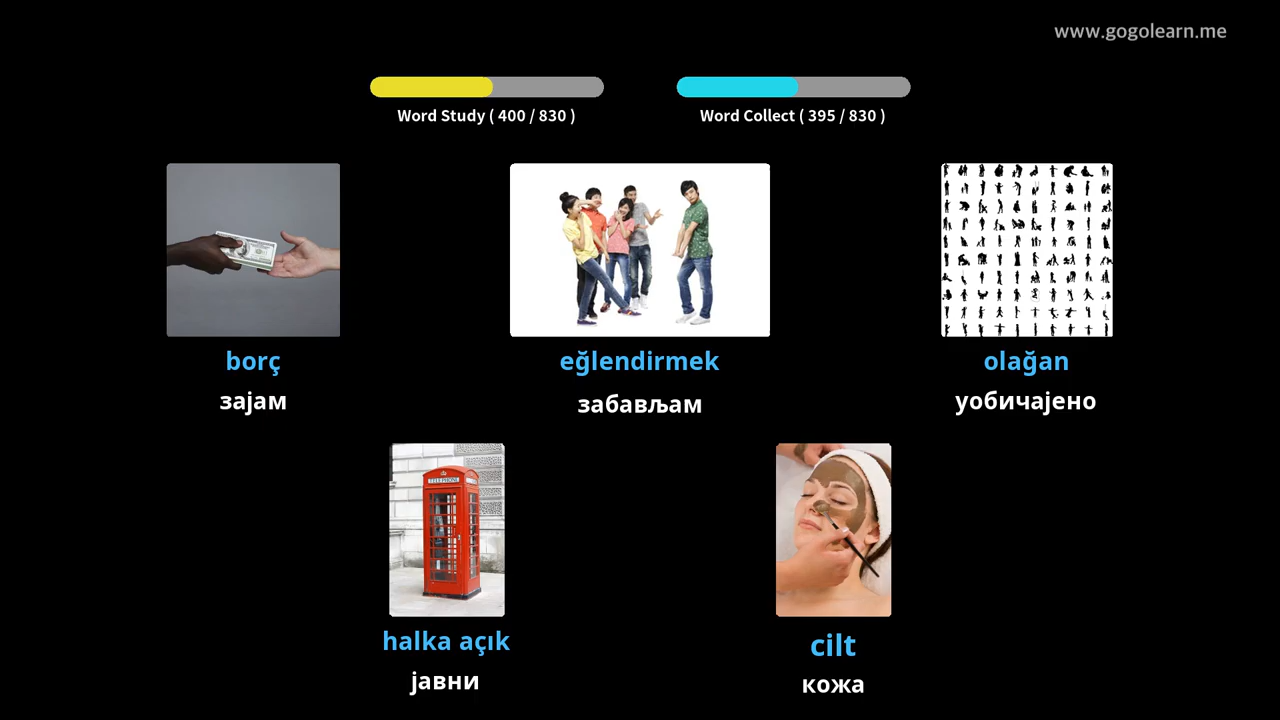 www.gogolearn.me
Word Study ( 400 / 830 )
Word Collect ( 395 / 830 )
borç
eğlendirmek
olağan
зајам
забављам
уобичајено
TELEPHONE
halka açık
cilt
јавни
кожа